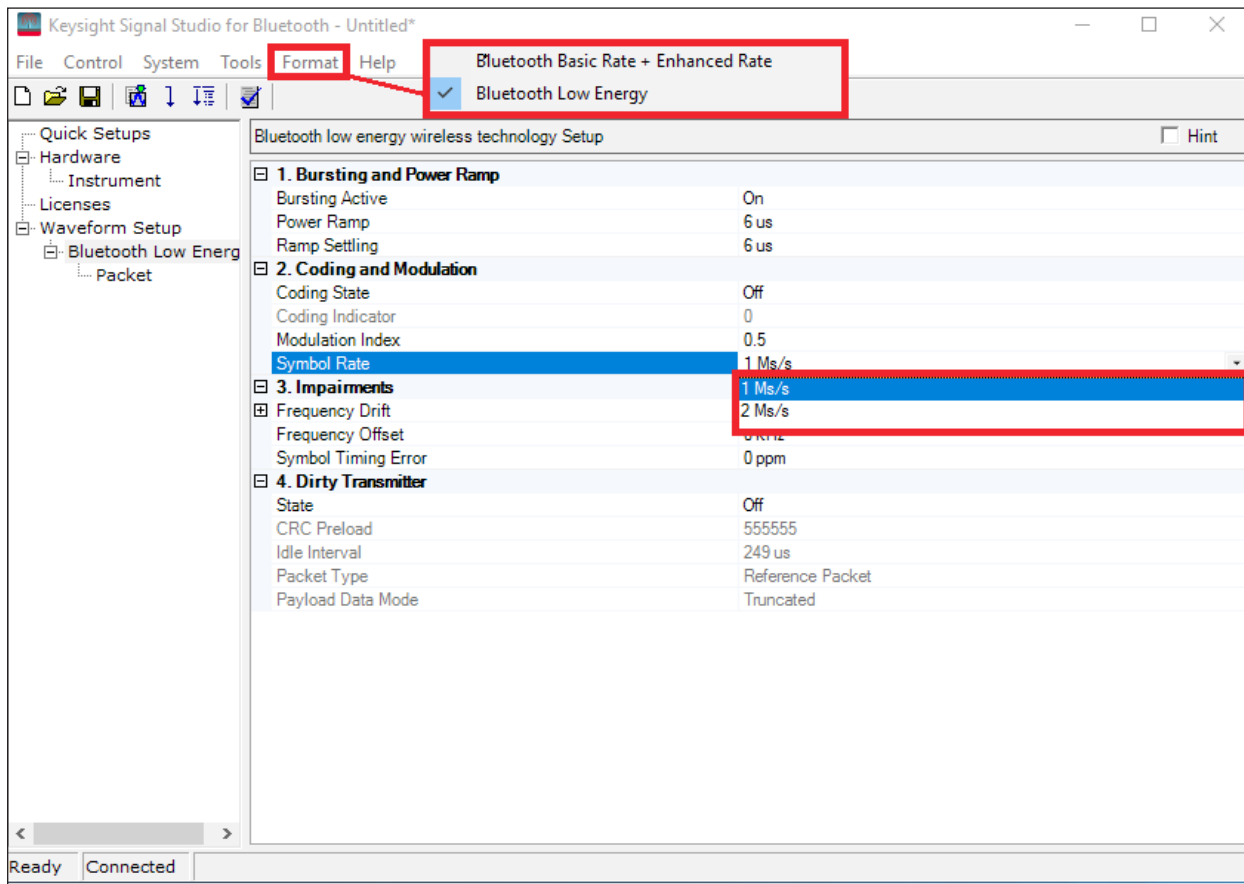 Keysight Signal Studio for Bluetooth - Untitled*
File Control System Tools Format Help
Bluetooth Basic Rate + Enhanced Rate
Bluetooth Low Energy
Quick Setups
Hardware
Instrument
Licenses
Waveform Setup
Bluetooth Low Energ
Packet
Bluetooth low energy wireless technology Setup Hint
1. Bursting and Power Ramp
Bursting Active On
Power Ramp 6 us
Ramp Settling 6 us
2. Coding and Modulation
Coding State Off
Coding Indicator 0
Modulation Index 0.5
Symbol Rate 1 Ms/s
1 Ms/s
2 Ms/s
3. Impairments
Frequency Drift
Frequency Offset
Symbol Timing Error 0 ppm
4. Dirty Transmitter
State Off
CRC Preload 555555
Idle Interval 249 us
Packet Type Reference Packet
Payload Data Mode Truncated
Ready Connected